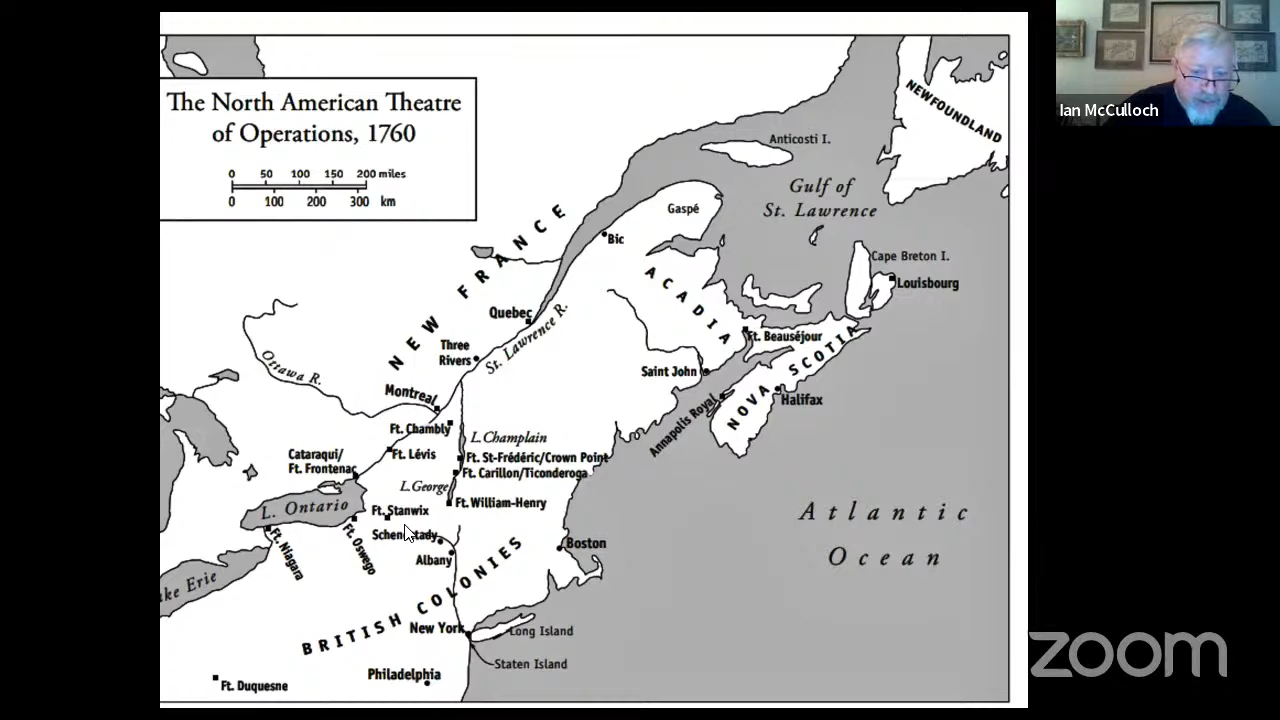 The North American Theatre
of Operations, 1760
0 50 100 150 200 miles
0 100 200 300 km
Ian McCulloch
NEWFOUNDLAND
Anticosti I.
Gulf of
St. Lawrence
Gaspé
Bic
Cape Breton I.
Louisbourg
NEW FRANCE
ACADIA
Quebec
St. Lawrence R.
Three
Rivers
Ft. Beauséjour
NOVA SCOTIA
Ottawa R.
Saint John
Montreal
Annapolis Royal
Halifax
Ft. Chambly
L. Champlain
Ft. Lévis
Ft. St-Frédéric/Crown Point
Cataraqui/
Ft. Frontenac
Ft. Carillon/Ticonderoga
L. George
Ft. William-Henry
L. Ontario
Ft. Stanwix
Atlantic
Ocean
Ft. Niagara
Ft. Oswego
Albany
Boston
BRITISH COLONIES
New York
Long Island
Staten Island
Philadelphia
Ft. Duquesne
zoom